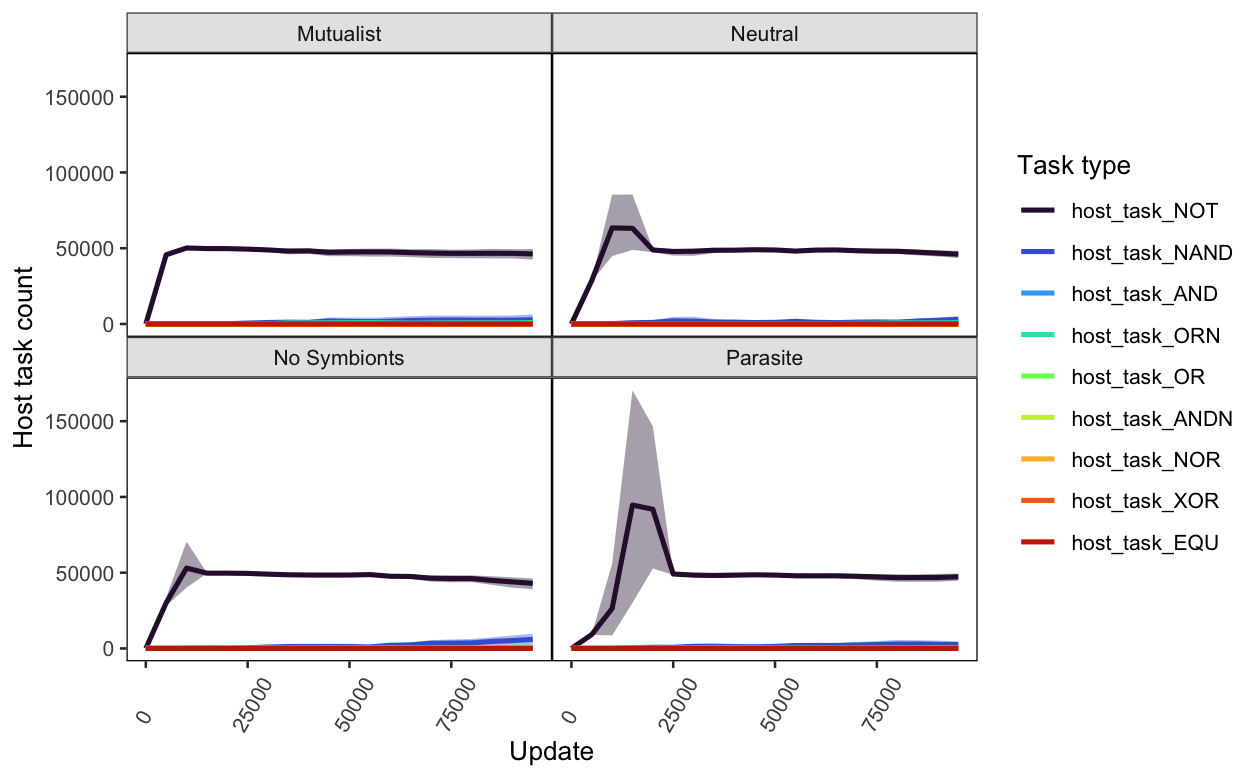 Mutualist
Neutral
150000
100000
50000
0
No Symbionts
Parasite
150000
100000
50000
0
0
25000
50000
75000
0
25000
50000
75000
Update
Host task count
Task type
host_task_NOT
host_task_NAND
host_task_AND
host_task_ORN
host_task_OR
host_task_ANDN
host_task_NOR
host_task_XOR
host_task_EQU